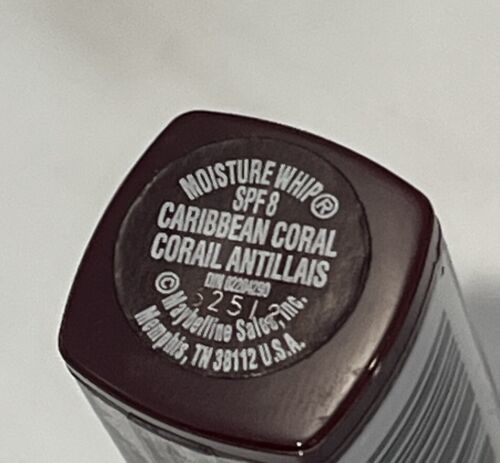 MOISTURE WHIP®
SPF 8
CARIBBEAN CORAL
CORAIL ANTILLAIS
© Maybelline Sales, Inc.
Memphis, TN 38112 U.S.A.